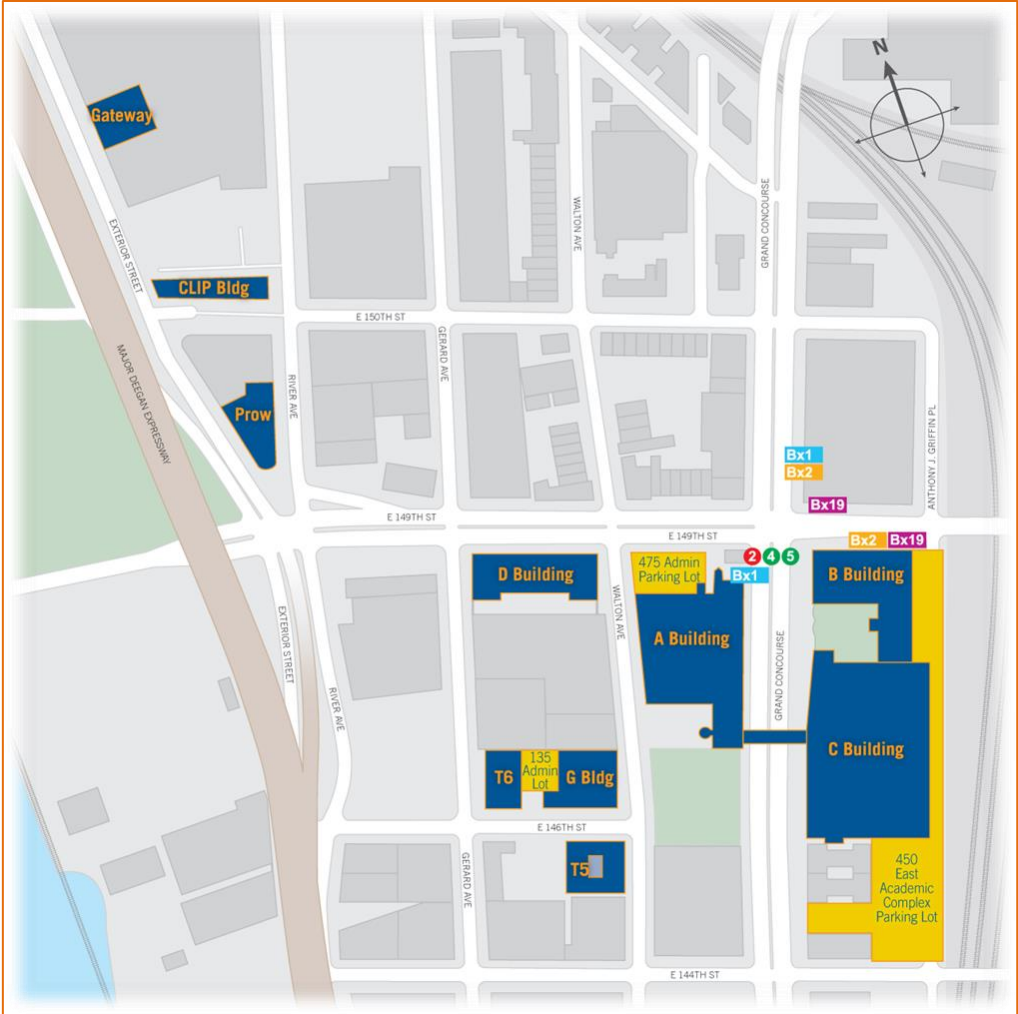 N
Gateway
EXTERIOR STREET
WALTON AVE
GRAND CONCOURSE
CLIP Bldg
E 150TH ST
GERARD AVE
MAJOR DEEGAN EXPRESSWAY
RIVER AVE
Prow
ANTHONY J. GRIFFIN PL
Bx1
Bx2
Bx19
E 149TH ST
E 149TH ST
Bx2
Bx19
2
4
5
Bx1
475 Admin
Parking Lot
D Building
B Building
WALTON AVE
A Building
EXTERIOR STREET
GRAND CONCOURSE
RIVER AVE
C Building
T6
135
Admin
Lot
G Bldg
E 146TH ST
GERARD AVE
T5
450
East
Academic
Complex
Parking Lot
E 144TH ST